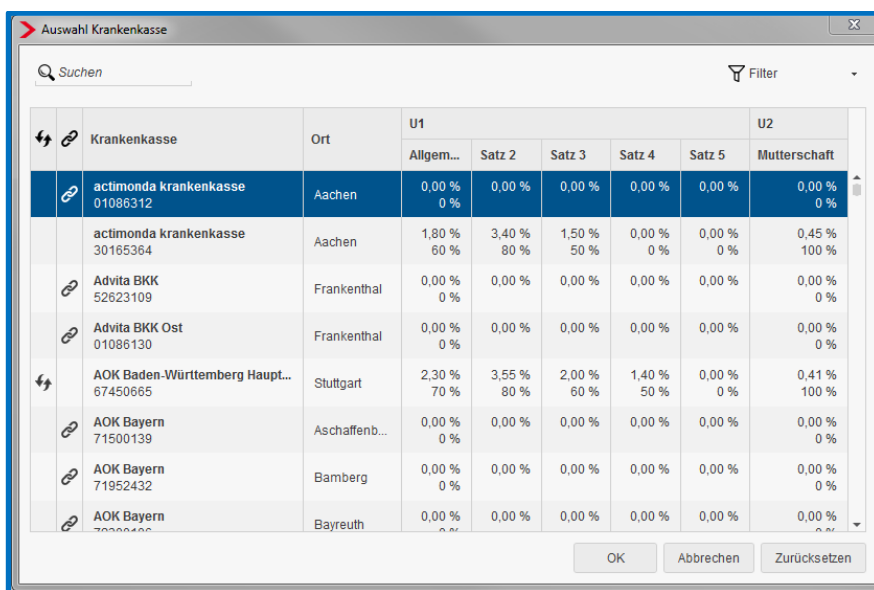 Auswahl Krankenkasse
Suchen
Filter
Krankenkasse Ort U1 U2
Allgem... Satz 2 Satz 3 Satz 4 Satz 5 Mutterschaft
actimonda krankenkasse Aachen 0,00 % 0,00 % 0,00 % 0,00 % 0,00 % 0,00 %
01086312 0 % 0 %
actimonda krankenkasse Aachen 1,80 % 3,40 % 1,50 % 0,00 % 0,00 % 0,45 %
30165364 60 % 80 % 50 % 0 % 0 % 100 %
Advita BKK Frankenthal 0,00 % 0,00 % 0,00 % 0,00 % 0,00 % 0,00 %
52623109 0 % 0 %
Advita BKK Ost Frankenthal 0,00 % 0,00 % 0,00 % 0,00 % 0,00 % 0,00 %
01086130 0 % 0 %
AOK Baden-Württemberg Haupt... Stuttgart 2,30 % 3,55 % 2,00 % 1,40 % 0,00 % 0,41 %
67450665 70 % 80 % 60 % 50 % 0 % 100 %
AOK Bayern Aschaffenb... 0,00 % 0,00 % 0,00 % 0,00 % 0,00 % 0,00 %
71500139 0 % 0 %
AOK Bayern Bamberg 0,00 % 0,00 % 0,00 % 0,00 % 0,00 % 0,00 %
71952432 0 % 0 %
AOK Bayern Bayreuth 0,00 % 0,00 % 0,00 % 0,00 % 0,00 % 0,00 %
OK Abbrechen Zurücksetzen